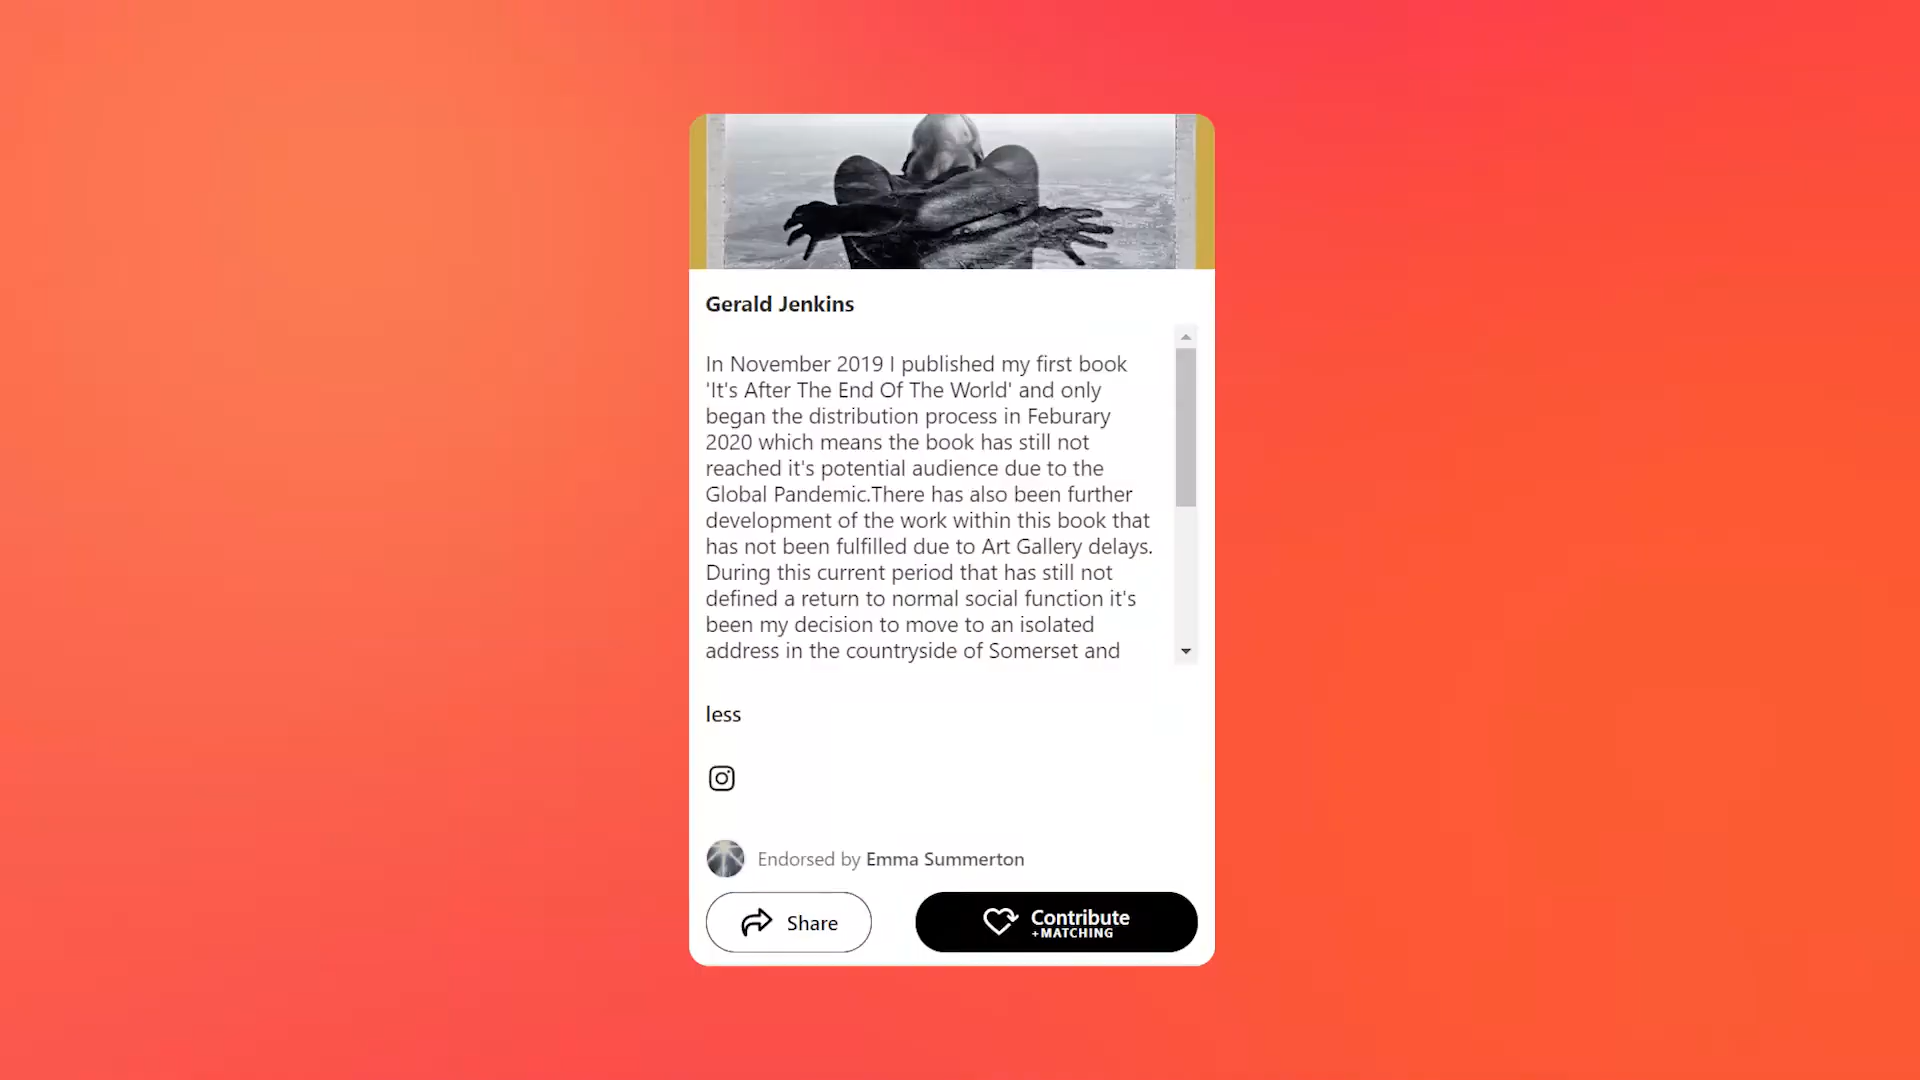 Gerald Jenkins
In November 2019 I published my first book
'It's After The End Of The World' and only
began the distribution process in Feburary
2020 which means the book has still not
reached it's potential audience due to the
Global Pandemic.There has also been further
development of the work within this book that
has not been fulfilled due to Art Gallery delays.
During this current period that has still not
defined a return to normal social function it's
been my decision to move to an isolated
address in the countryside of Somerset and
less
Endorsed by Emma Summerton
Share
Contribute
+MATCHING